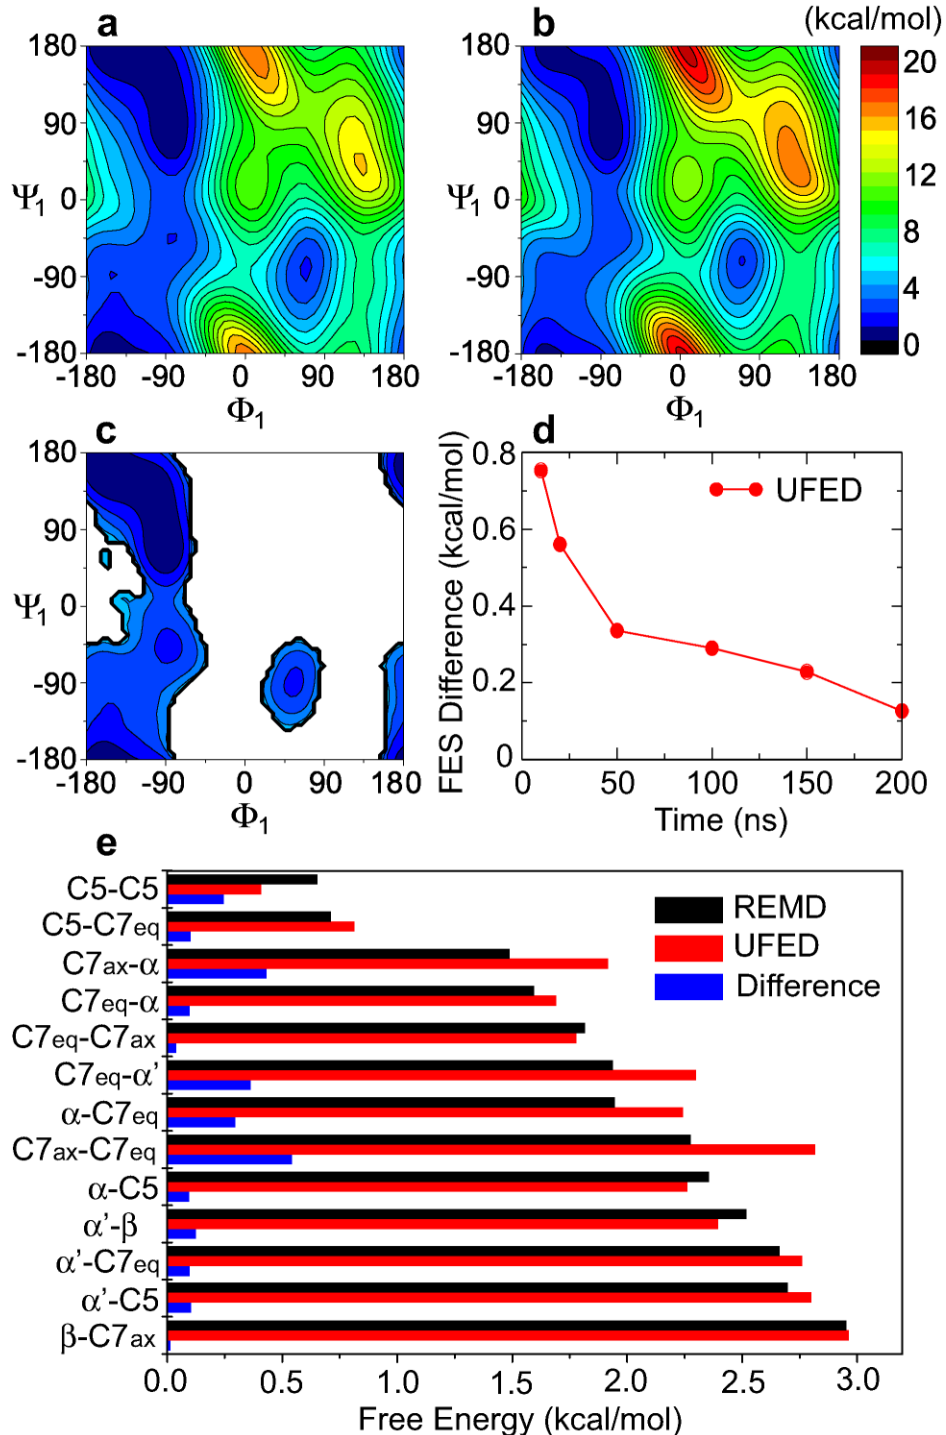 a
b
(kcal/mol)
180
90
Ψ1
0
-90
-180
-180
-90
0
90
180
Φ1
180
90
Ψ1
0
-90
-180
-180
-90
0
90
180
Φ1
20
16
12
8
4
0
c
180
90
Ψ1
0
-90
-180
-180
-90
0
90
180
Φ1
d
FES Difference (kcal/mol)
0.8
0.6
0.4
0.2
0
UFED
0
50
100
150
200
Time (ns)
e
C5-C5
C5-C7eq
C7ax-α
C7eq-α
C7eq-C7ax
C7eq-α'
α-C7eq
C7ax-C7eq
α-C5
α'-β
α'-C7eq
α'-C5
β-C7ax
REMD
UFED
Difference
0.0
0.5
1.0
1.5
2.0
2.5
3.0
Free Energy (kcal/mol)